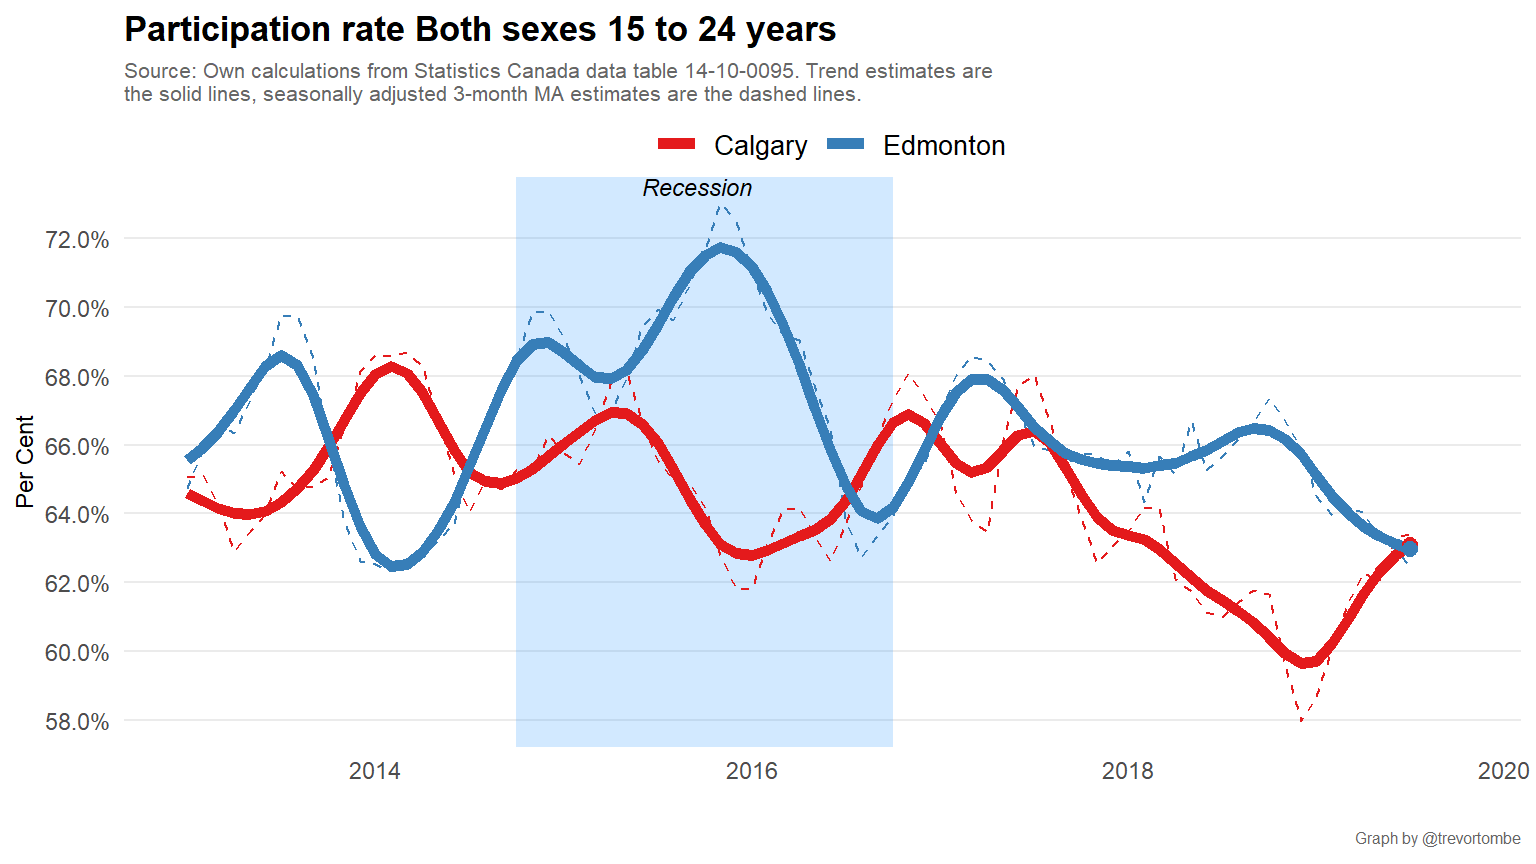 Participation rate Both sexes 15 to 24 years
Source: Own calculations from Statistics Canada data table 14-10-0095. Trend estimates are
the solid lines, seasonally adjusted 3-month MA estimates are the dashed lines.
Calgary Edmonton
Recession
72.0%
70.0%
68.0%
66.0%
64.0%
62.0%
60.0%
58.0%
Per Cent
2014 2016 2018 2020
Graph by @trevortombe